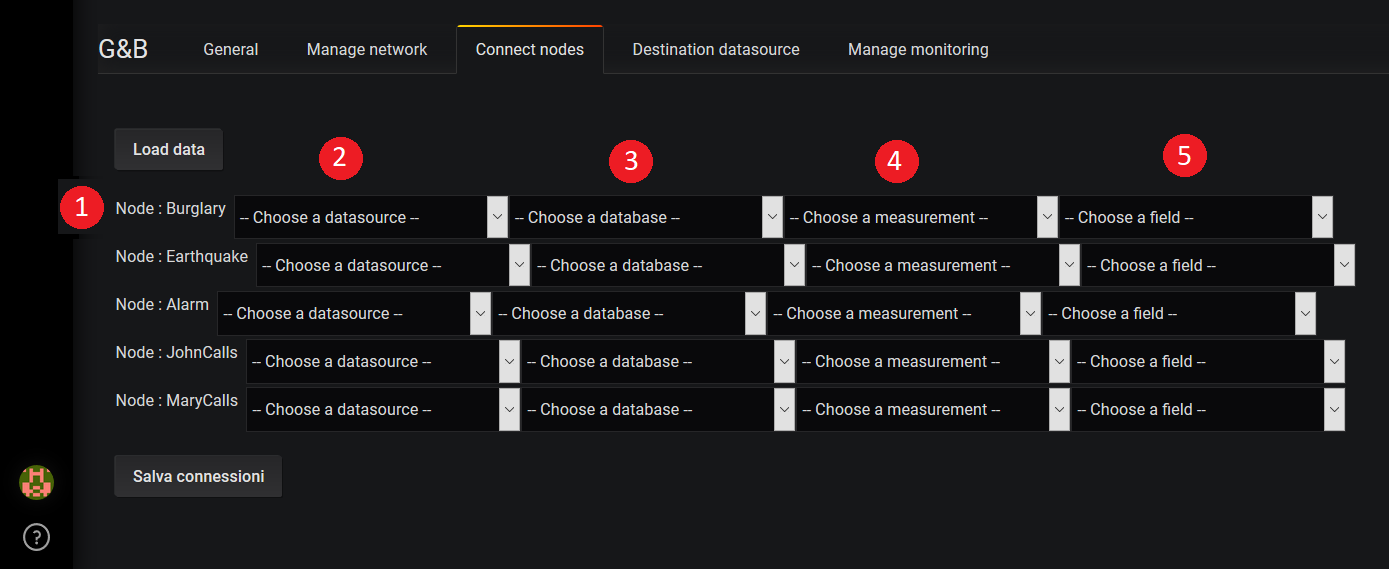 G&B General Manage network Connect nodes Destination datasource Manage monitoring
Load data 2 3 4 5
1 Node : Burglary -- Choose a datasource -- -- Choose a database -- -- Choose a measurement -- -- Choose a field --
Node : Earthquake -- Choose a datasource -- -- Choose a database -- -- Choose a measurement -- -- Choose a field --
Node : Alarm -- Choose a datasource -- -- Choose a database -- -- Choose a measurement -- -- Choose a field --
Node : JohnCalls -- Choose a datasource -- -- Choose a database -- -- Choose a measurement -- -- Choose a field --
Node : MaryCalls -- Choose a datasource -- -- Choose a database -- -- Choose a measurement -- -- Choose a field --
Salva connessioni
?